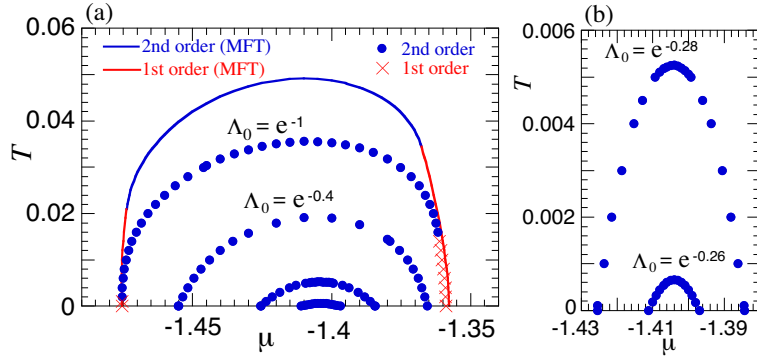 (a)
0.06
0.04
0.02
0
T
2nd order (MFT)
1st order (MFT)
2nd order
1st order
Λ₀ = e⁻¹
Λ₀ = e⁻⁰·⁴
-1.45
μ
-1.4
-1.35
(b)
0.006
0.004
0.002
0
T
Λ₀ = e⁻⁰·²⁸
Λ₀ = e⁻⁰·²⁶
-1.43
-1.41
μ
-1.39